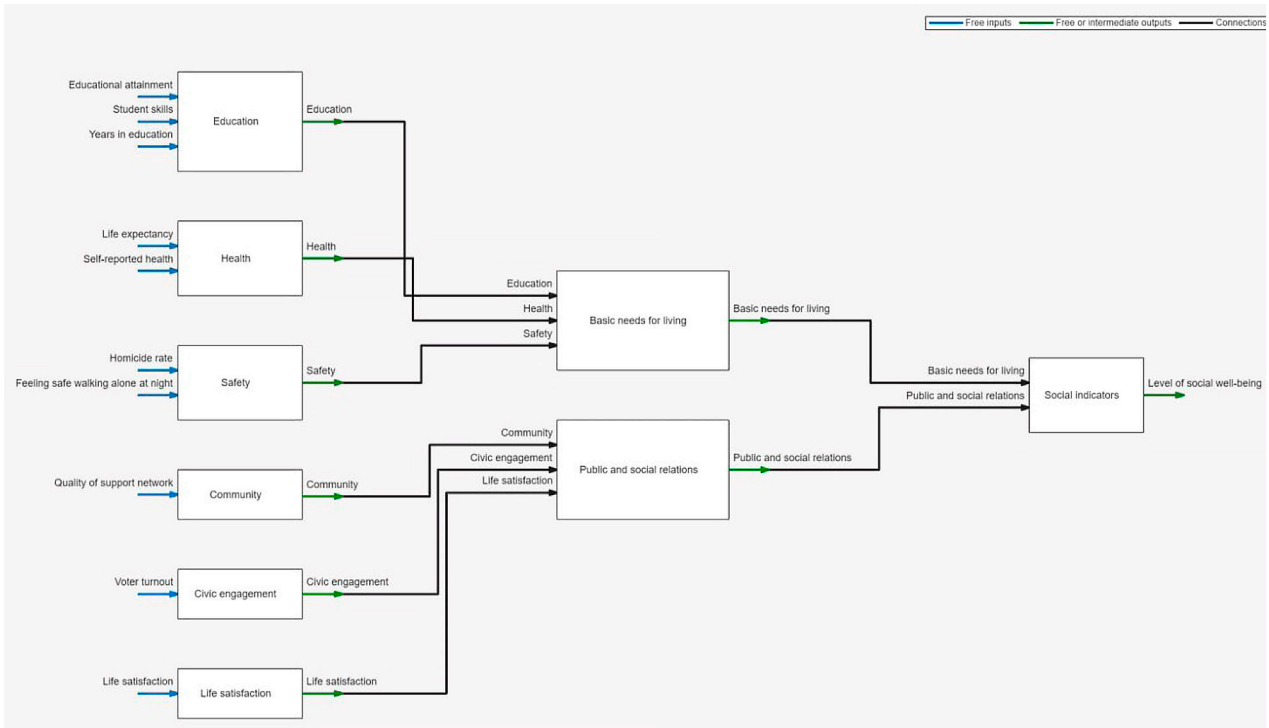 Free inputs
Free or intermediate outputs
Connections
Educational attainment
Student skills
Years in education
Education
Education
Life expectancy
Self-reported health
Health
Health
Homicide rate
Feeling safe walking alone at night
Safety
Safety
Quality of support network
Community
Community
Voter turnout
Civic engagement
Civic engagement
Life satisfaction
Life satisfaction
Life satisfaction
Education
Health
Safety
Basic needs for living
Basic needs for living
Community
Civic engagement
Life satisfaction
Public and social relations
Public and social relations
Basic needs for living
Public and social relations
Social indicators
Level of social well-being